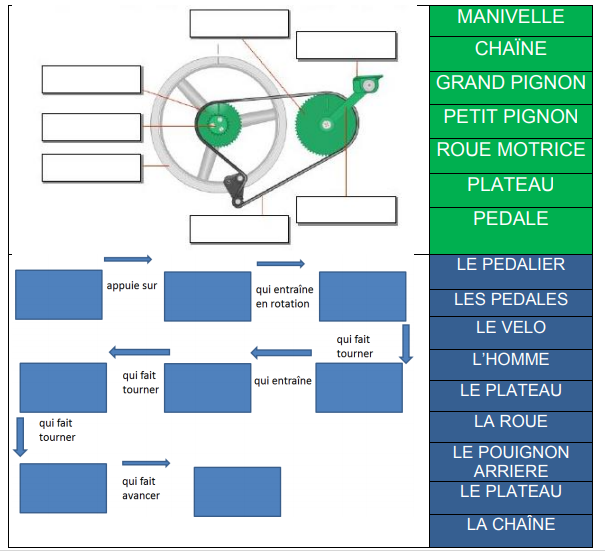 MANIVELLE
CHAÏNE
GRAND PIGNON
PETIT PIGNON
ROUE MOTRICE
PLATEAU
PEDALE
appuie sur
qui entraîne
en rotation
qui fait
tourner
qui entraîne
qui fait
tourner
qui fait
tourner
qui fait
avancer
LE PEDALIER
LES PEDALES
LE VELO
L'HOMME
LE PLATEAU
LA ROUE
LE POUIGNON
ARRIERE
LE PLATEAU
LA CHAÎNE